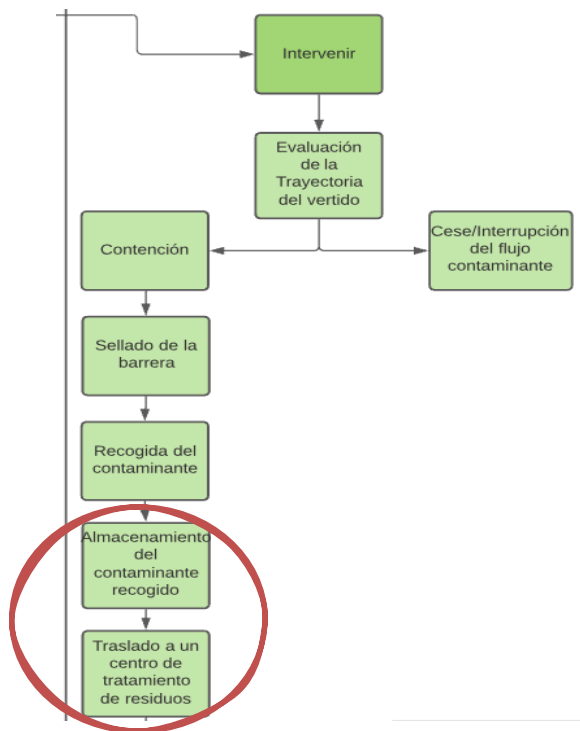 Intervenir
Evaluación
de la
Trayectoria
del vertido
Contención
Cese/Interrupción
del flujo
contaminante
Sellado de la
barrera
Recogida del
contaminante
Almacenamiento
del
contaminante
recogido
Traslado a un
centro de
tratamiento
de residuos